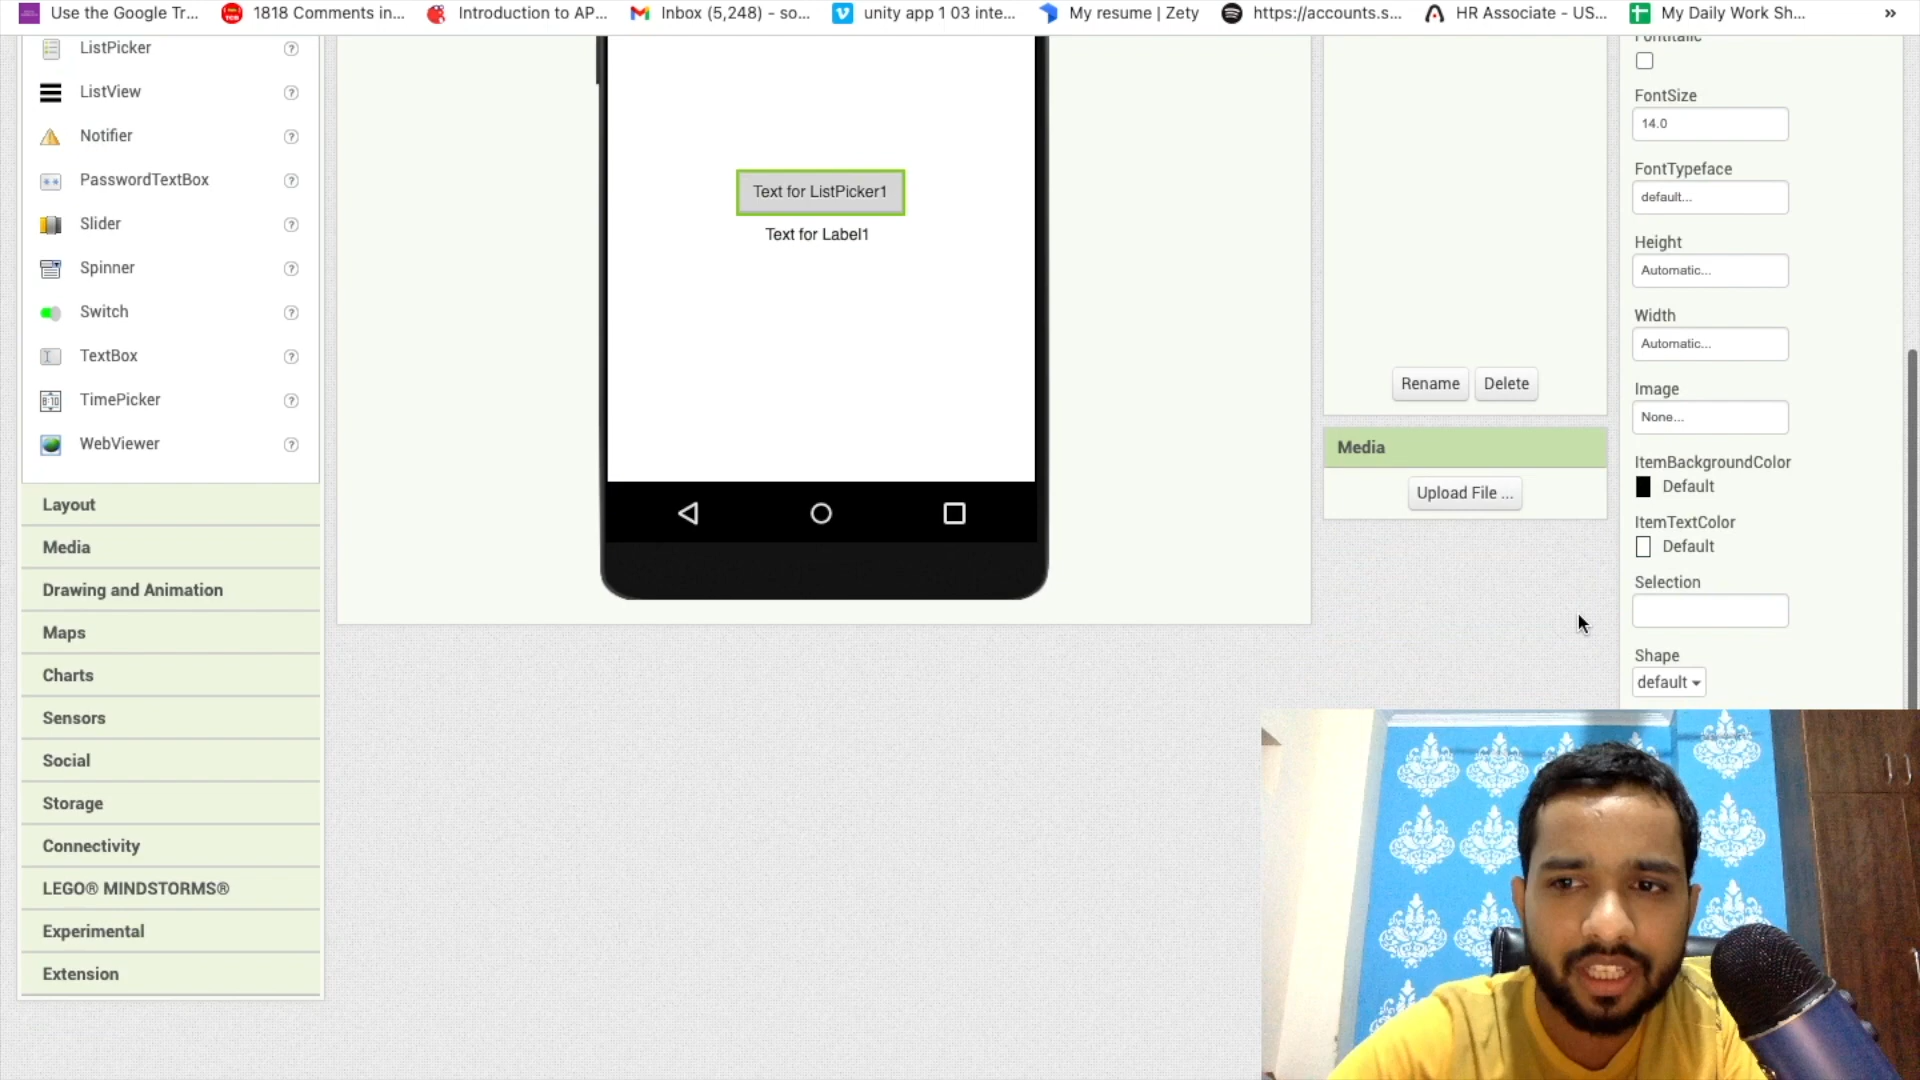 Use the Google Tr...
1818 Comments in...
Introduction to AP...
Inbox (5,248) - so...
unity app 1 03 inte...
My resume | Zety
https://accounts.s...
HR Associate - US...
My Daily Work Sh...
»
ListPicker
ListView
Notifier
PasswordTextBox
Slider
Spinner
Switch
TextBox
TimePicker
WebViewer
Layout
Media
Drawing and Animation
Maps
Charts
Sensors
Social
Storage
Connectivity
LEGO® MINDSTORMS®
Experimental
Extension
Text for ListPicker1
Text for Label1
Rename
Delete
Media
Upload File ...
FontItalic
FontSize
14.0
FontTypeface
default...
Height
Automatic...
Width
Automatic...
Image
None...
ItemBackgroundColor
Default
ItemTextColor
Default
Selection
Shape
default